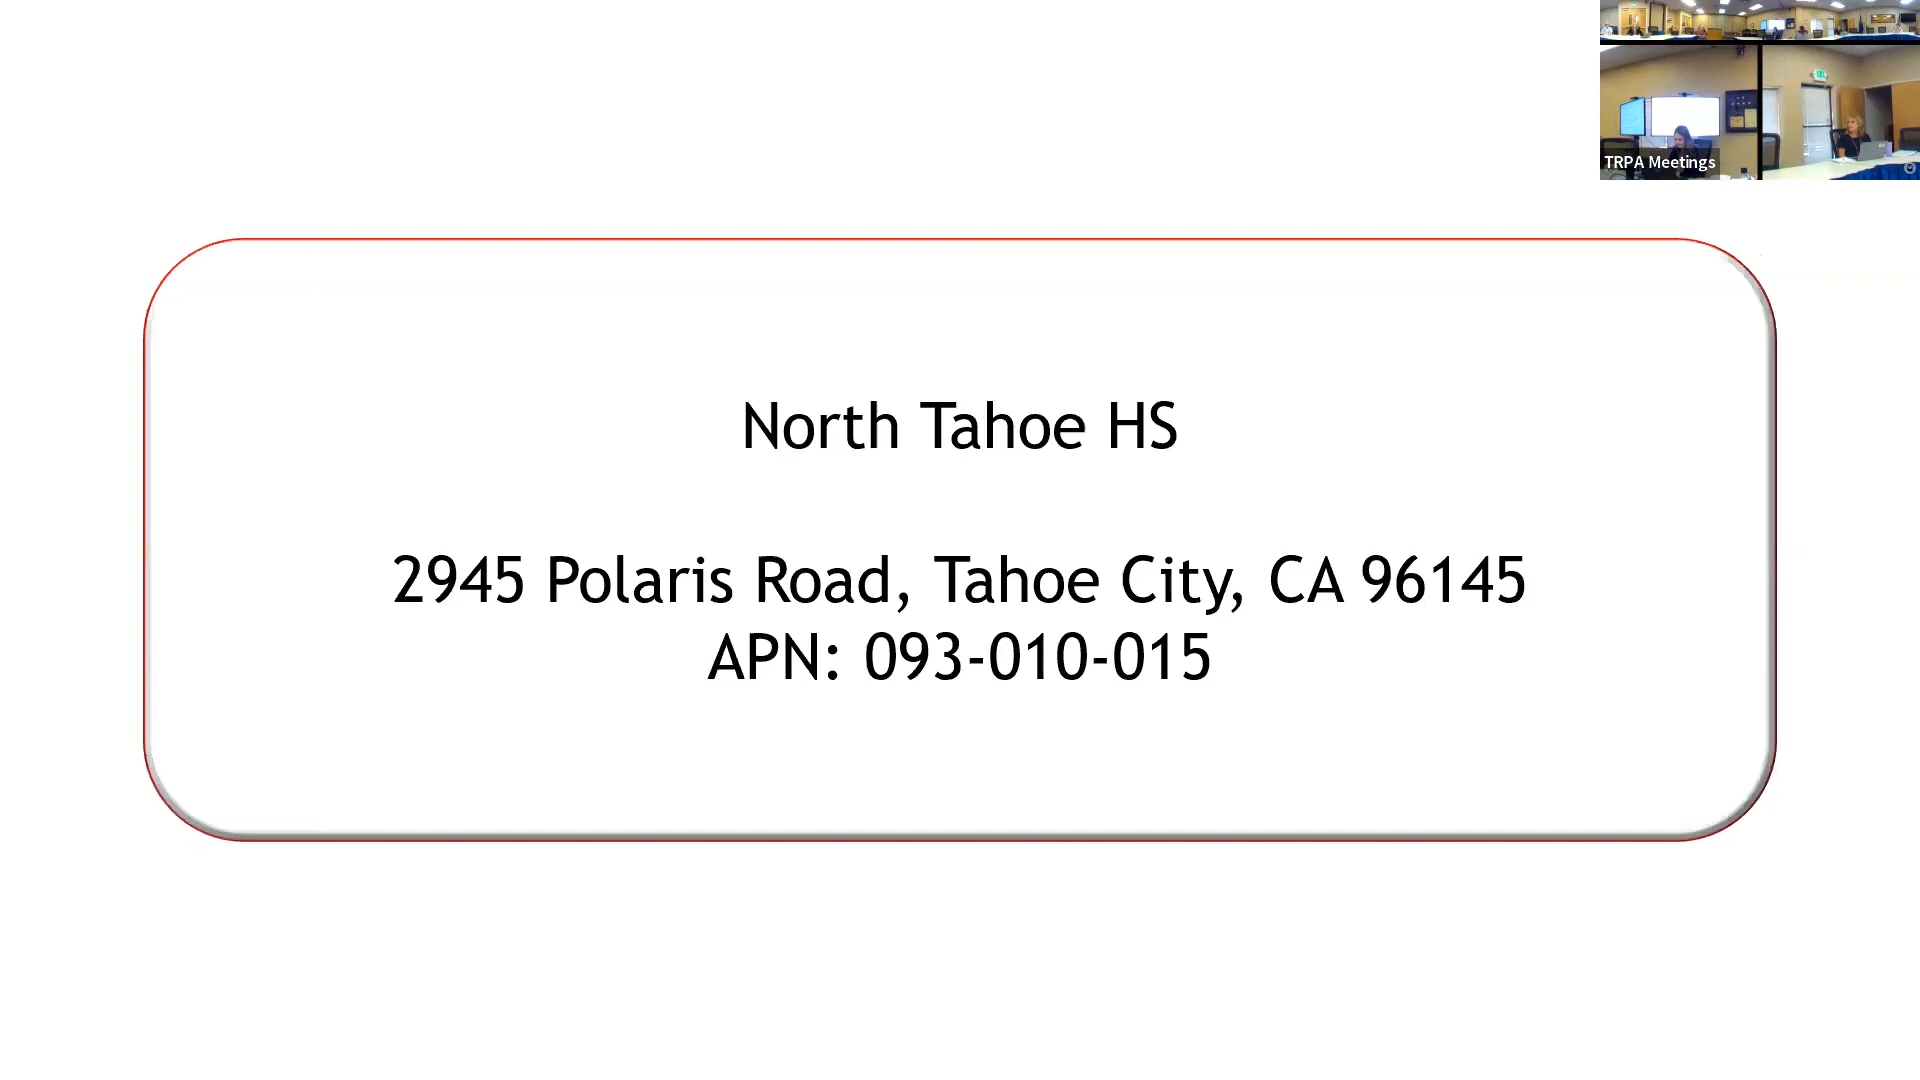 TRPA Meetings
North Tahoe HS
2945 Polaris Road, Tahoe City, CA 96145
APN: 093-010-015